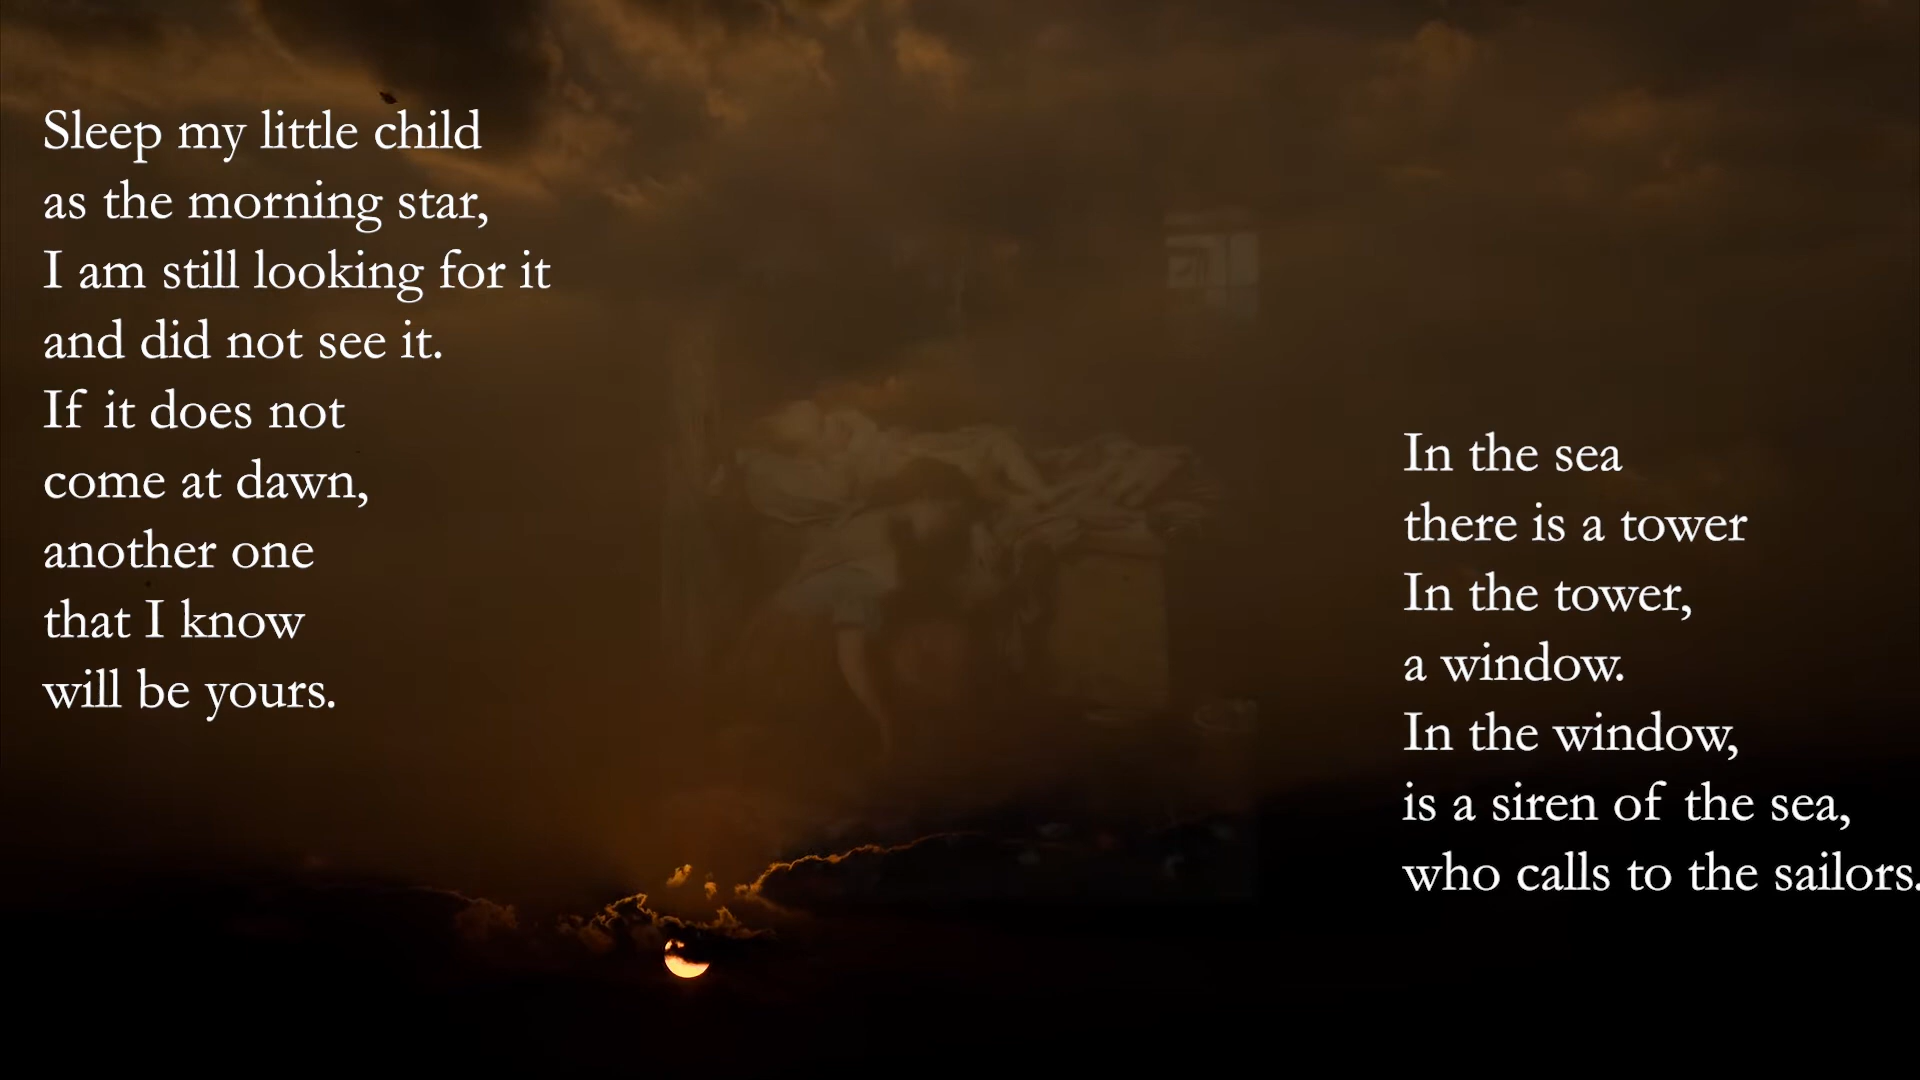 Sleep my little child
as the morning star,
I am still looking for it
and did not see it.
If it does not
come at dawn,
another one
that I know
will be yours.
In the sea
there is a tower
In the tower,
a window.
In the window,
is a siren of the sea,
who calls to the sailors.